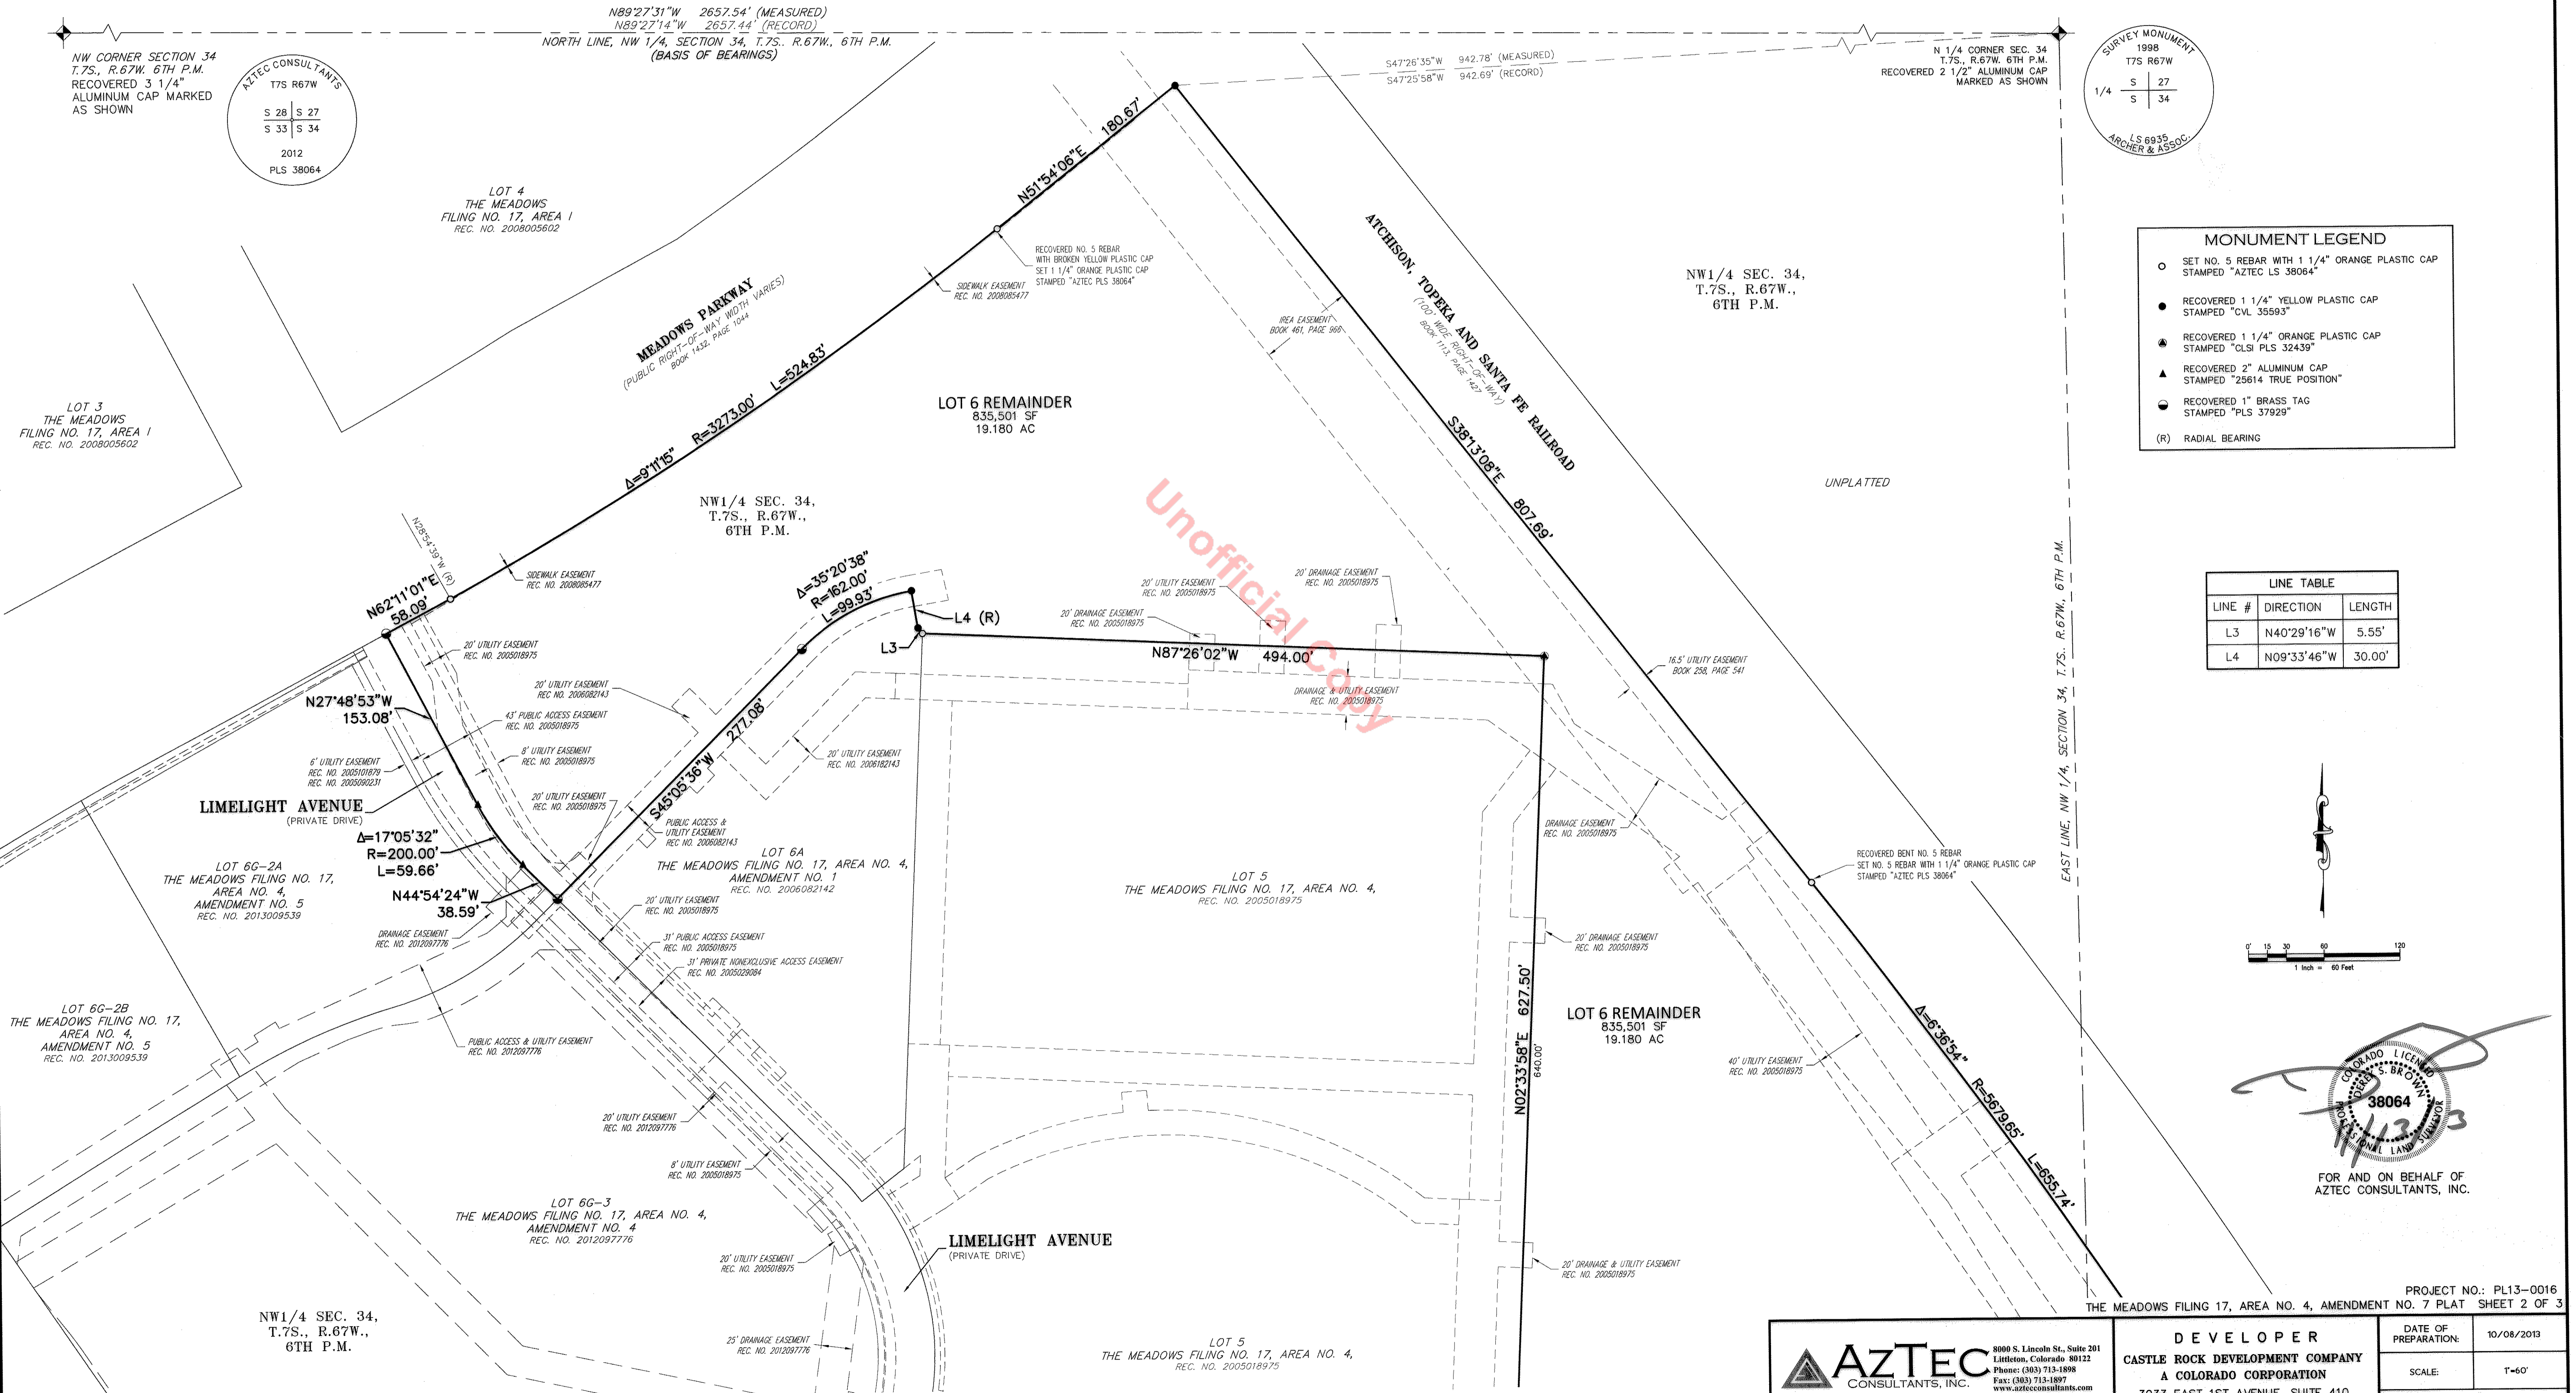 N89°27'31"W 2657.54' (MEASURED)
N89°27'14"W 2657.44' (RECORD)
NORTH LINE, NW 1/4, SECTION 34, T.7S.. R.67W., 6TH P.M.
(BASIS OF BEARINGS)
NW CORNER SECTION 34
T.7S., R.67W. 6TH P.M.
RECOVERED 3 1/4"
ALUMINUM CAP MARKED
AS SHOWN
AZTEC CONSULTANTS
T7S R67W
S 28 S 27
S 33 S 34
2012
PLS 38064
S47°26'35"W 942.78' (MEASURED)
S47°25'58"W 942.69' (RECORD)
N 1/4 CORNER SEC. 34
T.7S., R.67W. 6TH P.M.
RECOVERED 2 1/2" ALUMINUM CAP
MARKED AS SHOWN
SURVEY MONUMENT
1998
T7S R67W
1/4 S 27
S 34
LS 6935
ARCHER & ASSOC.
LOT 4
THE MEADOWS
FILING NO. 17, AREA I
REC. NO. 2008005602
LOT 3
THE MEADOWS
FILING NO. 17, AREA I
REC. NO. 2008005602
N51°54'06"E 180.67'
RECOVERED NO. 5 REBAR
WITH BROKEN YELLOW PLASTIC CAP
SET 1 1/4" ORANGE PLASTIC CAP
STAMPED "AZTEC PLS 38064"
SIDEWALK EASEMENT
REC. NO. 2008085477
MEADOWS PARKWAY
(PUBLIC RIGHT-OF-WAY WIDTH VARIES)
BOOK 1432, PAGE 1044
Δ=9°11'15" R=3273.00' L=524.83'
IREA EASEMENT
BOOK 461, PAGE 968
ATCHISON, TOPEKA AND SANTA FE RAILROAD
(100' WIDE RIGHT-OF-WAY)
BOOK 1113, PAGE 1427
NW1/4 SEC. 34,
T.7S., R.67W.,
6TH P.M.
UNPLATTED
MONUMENT LEGEND
SET NO. 5 REBAR WITH 1 1/4" ORANGE PLASTIC CAP
STAMPED "AZTEC LS 38064"
RECOVERED 1 1/4" YELLOW PLASTIC CAP
STAMPED "CVL 35593"
RECOVERED 1 1/4" ORANGE PLASTIC CAP
STAMPED "CLSI PLS 32439"
RECOVERED 2" ALUMINUM CAP
STAMPED "25614 TRUE POSITION"
RECOVERED 1" BRASS TAG
STAMPED "PLS 37929"
(R) RADIAL BEARING
LOT 6 REMAINDER
835,501 SF
19.180 AC
NW1/4 SEC. 34,
T.7S., R.67W.,
6TH P.M.
S38°13'08"E 807.69'
Unofficial Copy
N28°54'39"W (R)
SIDEWALK EASEMENT
REC. NO. 2008085477
N62°11'01"E
58.09'
Δ=35°20'38"
R=162.00'
L=99.93'
L4 (R)
L3
20' UTILITY EASEMENT
REC. NO. 2005018975
20' DRAINAGE EASEMENT
REC. NO. 2005018975
20' DRAINAGE EASEMENT
REC. NO. 2005018975
N87°26'02"W 494.00'
DRAINAGE & UTILITY EASEMENT
REC. NO. 2005018975
16.5' UTILITY EASEMENT
BOOK 258, PAGE 541
EAST LINE, NW 1/4, SECTION 34, T.7S.. R.67W., 6TH P.M.
LINE TABLE
LINE # DIRECTION LENGTH
L3 N40°29'16"W 5.55'
L4 N09°33'46"W 30.00'
20' UTILITY EASEMENT
REC. NO. 2005018975
20' UTILITY EASEMENT
REC NO. 2006082143
N27°48'53"W
153.08'
43' PUBLIC ACCESS EASEMENT
REC. NO. 2005018975
8' UTILITY EASEMENT
REC. NO. 2005018975
6' UTILITY EASEMENT
REC. NO. 2005101879
REC. NO. 2005090231
S45°05'36"W 277.08'
20' UTILITY EASEMENT
REC. NO. 2006182143
LIMELIGHT AVENUE
(PRIVATE DRIVE)
20' UTILITY EASEMENT
REC. NO. 2005018975
PUBLIC ACCESS &
UTILITY EASEMENT
REC NO. 2006082143
Δ=17°05'32"
R=200.00'
L=59.66'
N44°54'24"W
38.59'
LOT 6G-2A
THE MEADOWS FILING NO. 17,
AREA NO. 4,
AMENDMENT NO. 5
REC. NO. 2013009539
LOT 6A
THE MEADOWS FILING NO. 17, AREA NO. 4,
AMENDMENT NO. 1
REC. NO. 2006082142
LOT 5
THE MEADOWS FILING NO. 17, AREA NO. 4,
REC. NO. 2005018975
DRAINAGE EASEMENT
REC. NO. 2005018975
RECOVERED BENT NO. 5 REBAR
SET NO. 5 REBAR WITH 1 1/4" ORANGE PLASTIC CAP
STAMPED "AZTEC PLS 38064"
DRAINAGE EASEMENT
REC. NO. 2012097776
20' UTILITY EASEMENT
REC. NO. 2005018975
31' PUBLIC ACCESS EASEMENT
REC. NO. 2005018975
31' PRIVATE NONEXCLUSIVE ACCESS EASEMENT
REC. NO. 2005029084
20' DRAINAGE EASEMENT
REC. NO. 2005018975
0' 15 30 60 120
1 Inch = 60 Feet
LOT 6G-2B
THE MEADOWS FILING NO. 17,
AREA NO. 4,
AMENDMENT NO. 5
REC. NO. 2013009539
PUBLIC ACCESS & UTILITY EASEMENT
REC. NO. 2012097776
N02°33'58"E 627.50'
640.00'
LOT 6 REMAINDER
835,501 SF
19.180 AC
40' UTILITY EASEMENT
REC. NO. 2005018975
Δ=6°36'54" R=5679.65' L=655.74'
20' UTILITY EASEMENT
REC. NO. 2012097776
8' UTILITY EASEMENT
REC. NO. 2005018975
COLORADO LICENSED
DEREK S. BROWN
38064
PROFESSIONAL LAND SURVEYOR
FOR AND ON BEHALF OF
AZTEC CONSULTANTS, INC.
LOT 6G-3
THE MEADOWS FILING NO. 17, AREA NO. 4,
AMENDMENT NO. 4
REC. NO. 2012097776
20' UTILITY EASEMENT
REC. NO. 2005018975
LIMELIGHT AVENUE
(PRIVATE DRIVE)
20' DRAINAGE & UTILITY EASEMENT
REC. NO. 2005018975
NW1/4 SEC. 34,
T.7S., R.67W.,
6TH P.M.
25' DRAINAGE EASEMENT
REC. NO. 2012097776
LOT 5
THE MEADOWS FILING NO. 17, AREA NO. 4,
REC. NO. 2005018975
PROJECT NO.: PL13-0016
THE MEADOWS FILING 17, AREA NO. 4, AMENDMENT NO. 7 PLAT SHEET 2 OF 3
AZTEC
CONSULTANTS, INC.
8000 S. Lincoln St., Suite 201
Littleton, Colorado 80122
Phone: (303) 713-1898
Fax: (303) 713-1897
www.aztecconsultants.com
DEVELOPER
CASTLE ROCK DEVELOPMENT COMPANY
A COLORADO CORPORATION
3033 EAST 1ST AVENUE, SUITE 410
DATE OF
PREPARATION: 10/08/2013
SCALE: 1"=60'